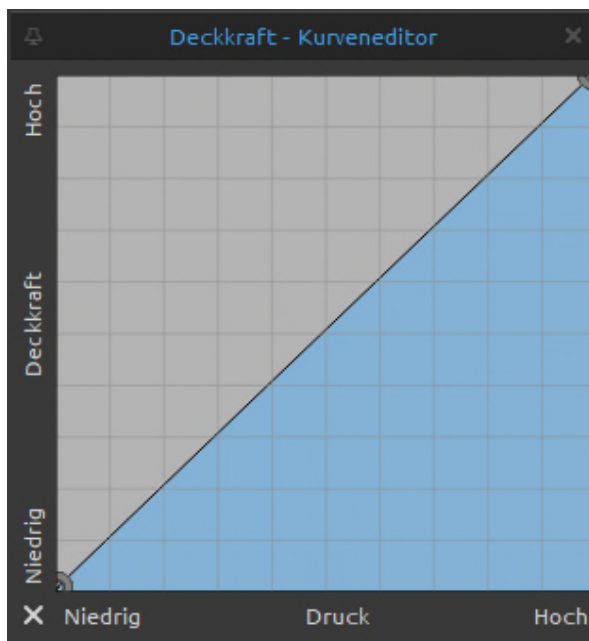 Deckkraft - Kurveneditor
Hoch
Deckkraft
Niedrig
Niedrig Druck Hoch